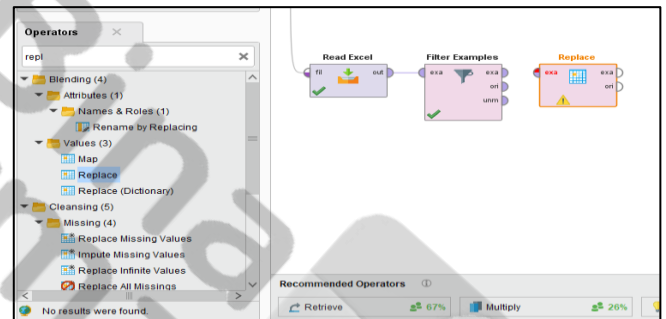 Operators
repl
Blending (4)
Attributes (1)
Names & Roles (1)
Rename by Replacing
Values (3)
Map
Replace
Replace (Dictionary)
Cleansing (5)
Missing (4)
Replace Missing Values
Impute Missing Values
Replace Infinite Values
Replace All Missings
No results were found.
Read Excel
fil out
Filter Examples
exa exa
ori
unm
Replace
exa exa
ori
Recommended Operators
Retrieve 67%
Multiply 26%